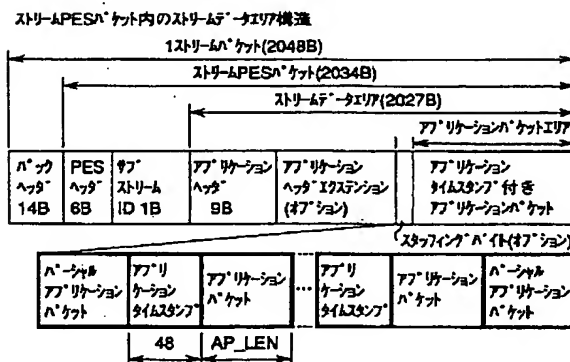 ストリームPESパケット内のストリームデータエリア構造
1ストリームパケット(2048B)
ストリームPESパケット(2034B)
ストリームデータエリア(2027B)
アプリケーションパケットエリア
パック
ヘッダ
14B
PES
ヘッダ
6B
サブ
ストリーム
ID 1B
アプリケーション
ヘッダ
9B
アプリケーション
ヘッダエクステンション
(オプション)
アプリケーション
タイムスタンプ付き
アプリケーションパケット
スタッフィングバイト(オプション)
パーシャル
アプリケーション
パケット
アプリ
ケーション
タイムスタンプ
アプリケーション
パケット
…
アプリ
ケーション
タイムスタンプ
アプリケーション
パケット
パーシャル
アプリケーション
パケット
48
AP_LEN